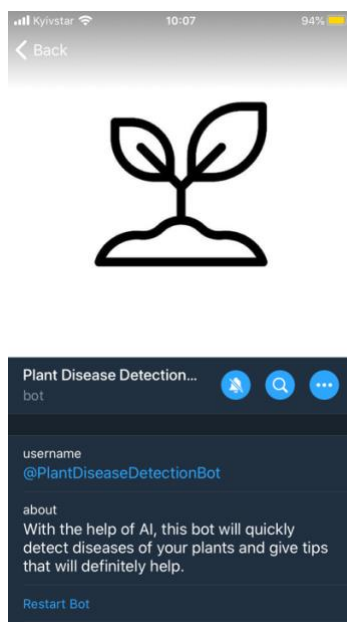 Kyivstar 10:07 94%
Back
Plant Disease Detection...
bot
username
@PlantDiseaseDetectionBot
about
With the help of AI, this bot will quickly
detect diseases of your plants and give tips
that will definitely help.
Restart Bot